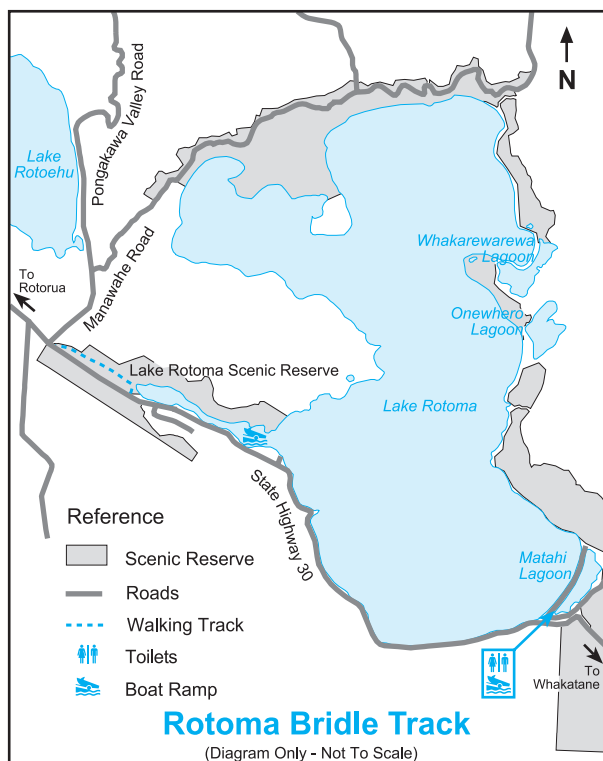 N
Pongakawa Valley Road
Lake
Rotoehu
Manawahe Road
To
Rotorua
Whakarewarewa
Lagoon
Onewhero
Lagoon
Lake Rotoma Scenic Reserve
Lake Rotoma
State Highway 30
Matahi
Lagoon
Reference
Scenic Reserve
Roads
Walking Track
Toilets
Boat Ramp
To
Whakatane
Rotoma Bridle Track
(Diagram Only - Not To Scale)